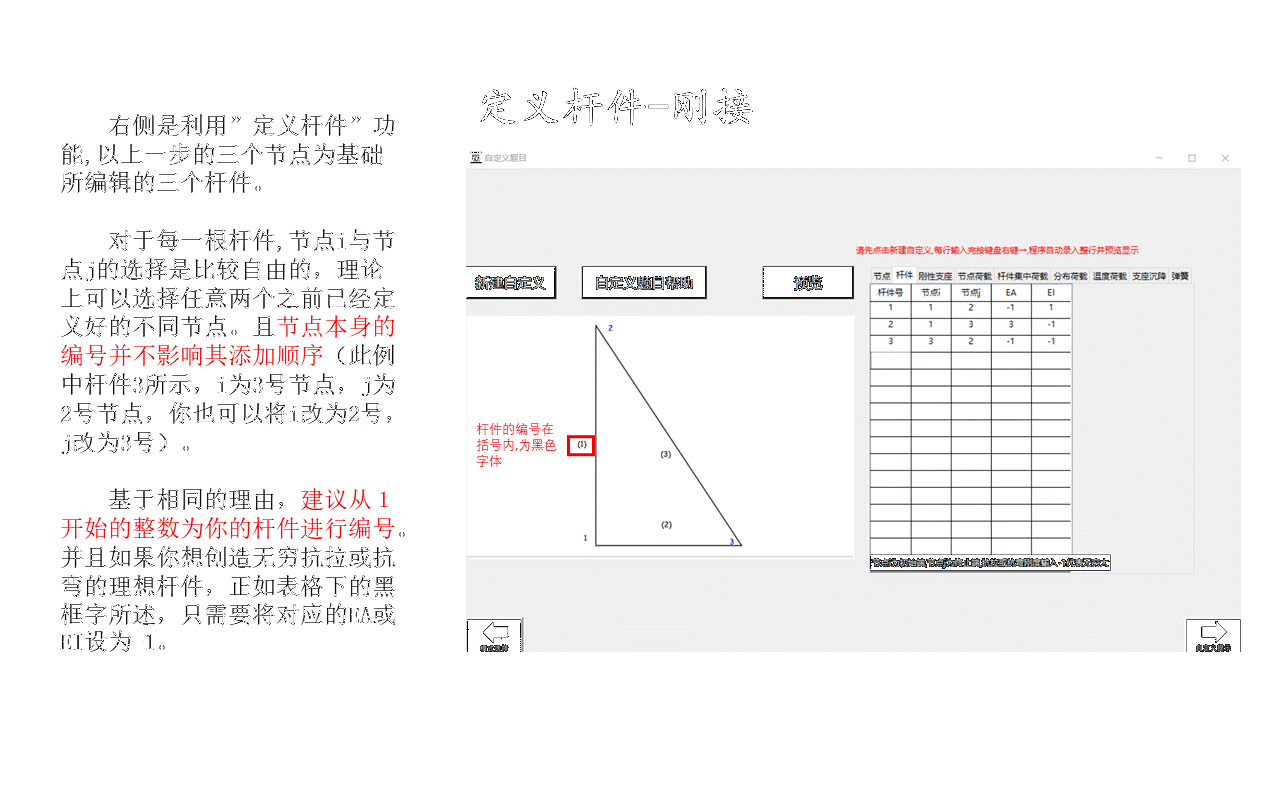 定义杆件-刚接
右侧是利用”定义杆件”功
能,以上一步的三个节点为基础
所编辑的三个杆件。
对于每一根杆件,节点i与节
点j的选择是比较自由的，理论
上可以选择任意两个之前已经定
义好的不同节点。且节点本身的
编号并不影响其添加顺序（此例
中杆件3所示，i为3号节点，j为
2号节点，你也可以将i改为2号，
j改为3号）。
基于相同的理由，建议从1
开始的整数为你的杆件进行编号。
并且如果你想创造无穷抗拉或抗
弯的理想杆件，正如表格下的黑
框字所述，只需要将对应的EA或
EI设为-1。
自定义题目
请先点击新建自定义,每行输入完按键盘右键→,程序自动录入整行并预览显示
新建自定义 自定义题目帮助 预览
节点 杆件 刚性支座 节点荷载 杆件集中荷载 分布荷载 温度荷载 支座沉降 弹簧
杆件号 节点i 节点j EA EI
1 1 2 -1 1
2 1 3 3 -1
3 3 2 -1 -1
2
杆件的编号在
括号内,为黑色
字体
(1)
(3)
(2)
1
3